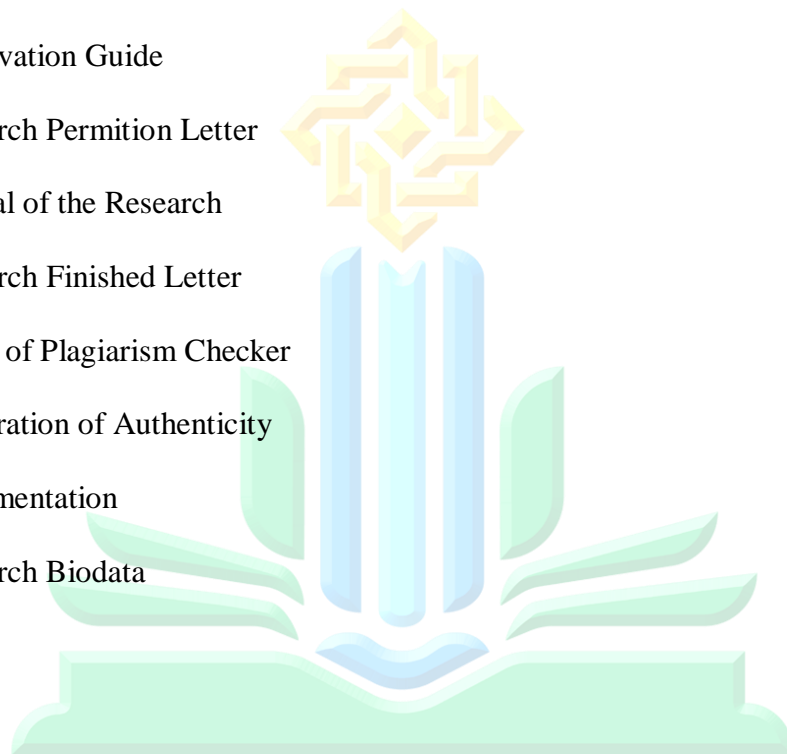 vation Guide
rch Permition Letter
al of the Research
rch Finished Letter
of Plagiarism Checker
ration of Authenticity
mentation
rch Biodata